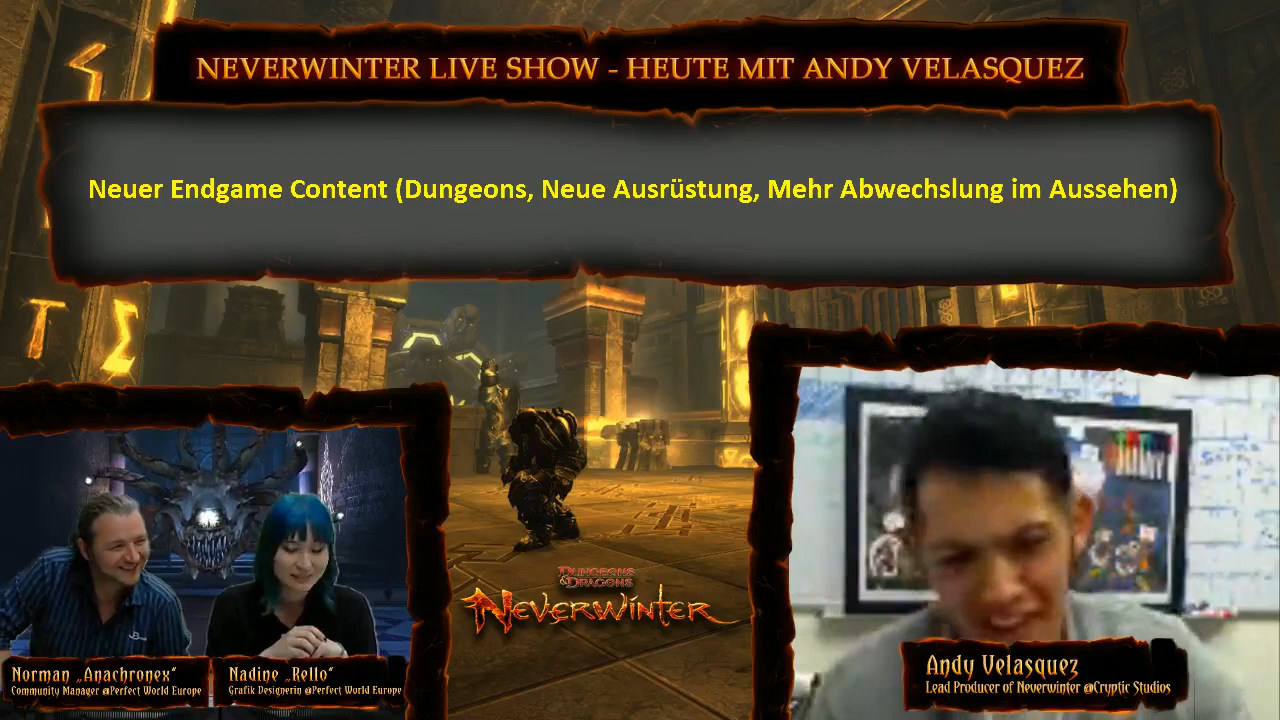 NEVERWINTER LIVE SHOW - HEUTE MIT ANDY VELASQUEZ
Neuer Endgame Content (Dungeons, Neue Ausrüstung, Mehr Abwechslung im Aussehen)
DUNGEONS
& DRAGONS
NEVERWINTER
Norman „Anachronex“
Community Manager @Perfect World Europe
Nadine „Rello“
Grafik Designerin @Perfect World Europe
Andy Velasquez
Lead Producer of Neverwinter @Cryptic Studios